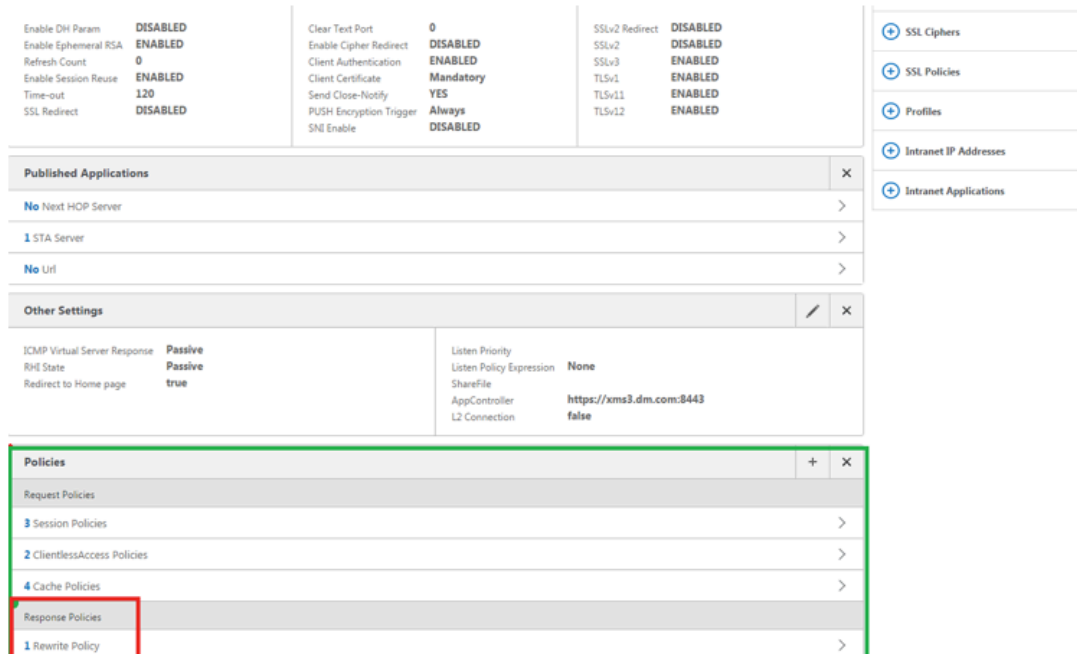 Enable DH Param DISABLED
Enable Ephemeral RSA ENABLED
Refresh Count 0
Enable Session Reuse ENABLED
Time-out 120
SSL Redirect DISABLED
Clear Text Port 0
Enable Cipher Redirect DISABLED
Client Authentication ENABLED
Client Certificate Mandatory
Send Close-Notify YES
PUSH Encryption Trigger Always
SNI Enable DISABLED
SSLv2 Redirect DISABLED
SSLv2 DISABLED
SSLv3 ENABLED
TLSv1 ENABLED
TLSv11 ENABLED
TLSv12 ENABLED
Published Applications
No Next HOP Server
1 STA Server
No Url
Other Settings
ICMP Virtual Server Response Passive
RHI State Passive
Redirect to Home page true
Listen Priority
Listen Policy Expression None
ShareFile
AppController https://xms3.dm.com:8443
L2 Connection false
Policies
Request Policies
3 Session Policies
2 ClientlessAccess Policies
4 Cache Policies
Response Policies
1 Rewrite Policy
SSL Ciphers
SSL Policies
Profiles
Intranet IP Addresses
Intranet Applications